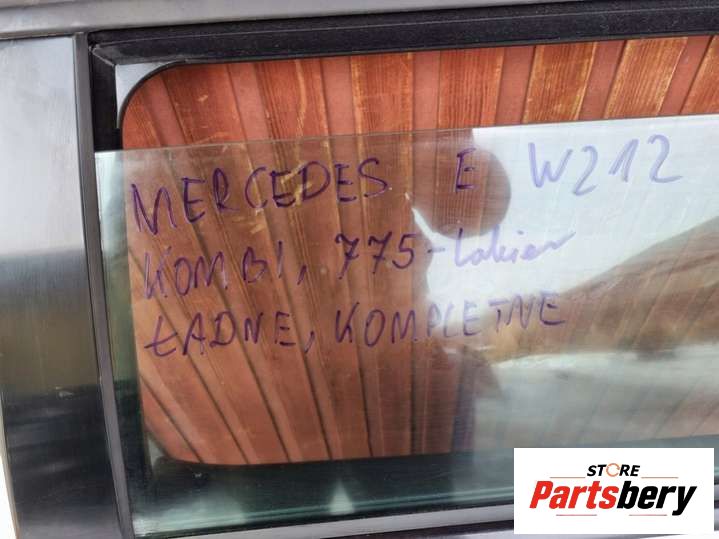 MERCEDES E W212
KOMBI, 775-Lakier
ŁADNE, KOMPLETNE
STORE
Partsbery